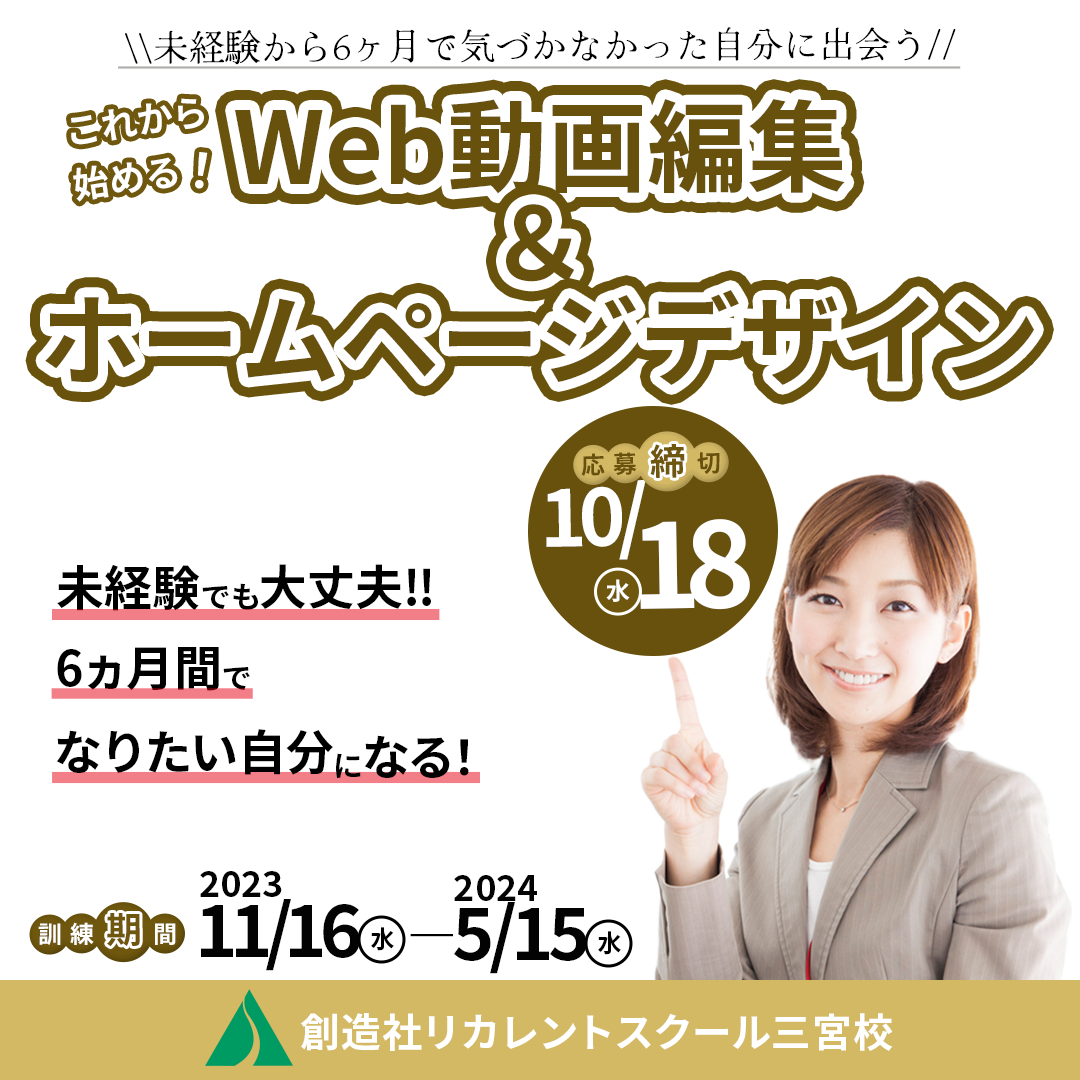 \\未経験から6ヶ月で気づかなかった自分に出会う//
これから
始める！
Web動画編集
&
ホームページデザイン
応募締切
10/18
水
未経験でも大丈夫!!
6ヵ月間で
なりたい自分になる！
訓練期間
2023
11/16水
—
2024
5/15水
創造社リカレントスクール三宮校